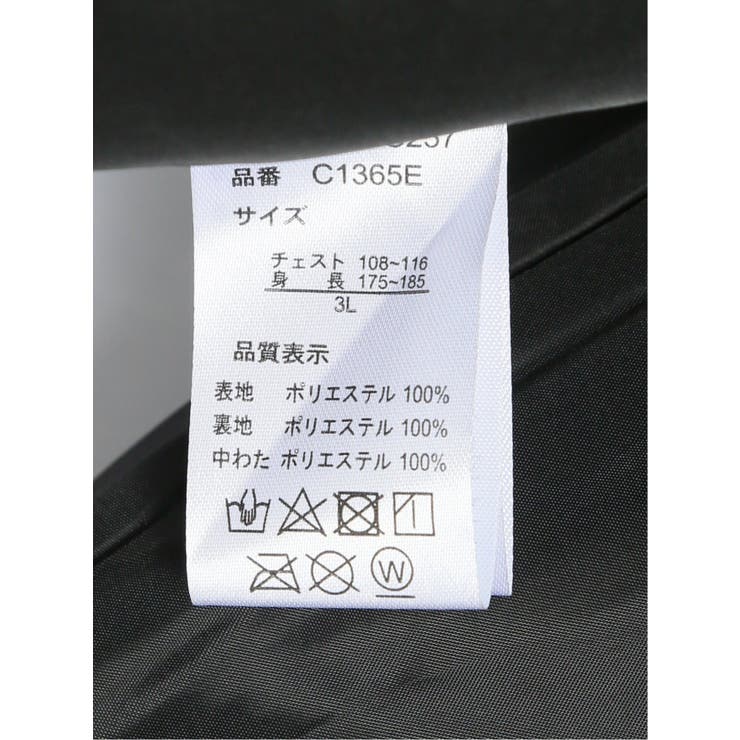 品番 C1365E
サイズ
チェスト 108~116
身 長 175~185
3L
品質表示
表地 ポリエステル 100%
裏地 ポリエステル 100%
中わた ポリエステル 100%
W